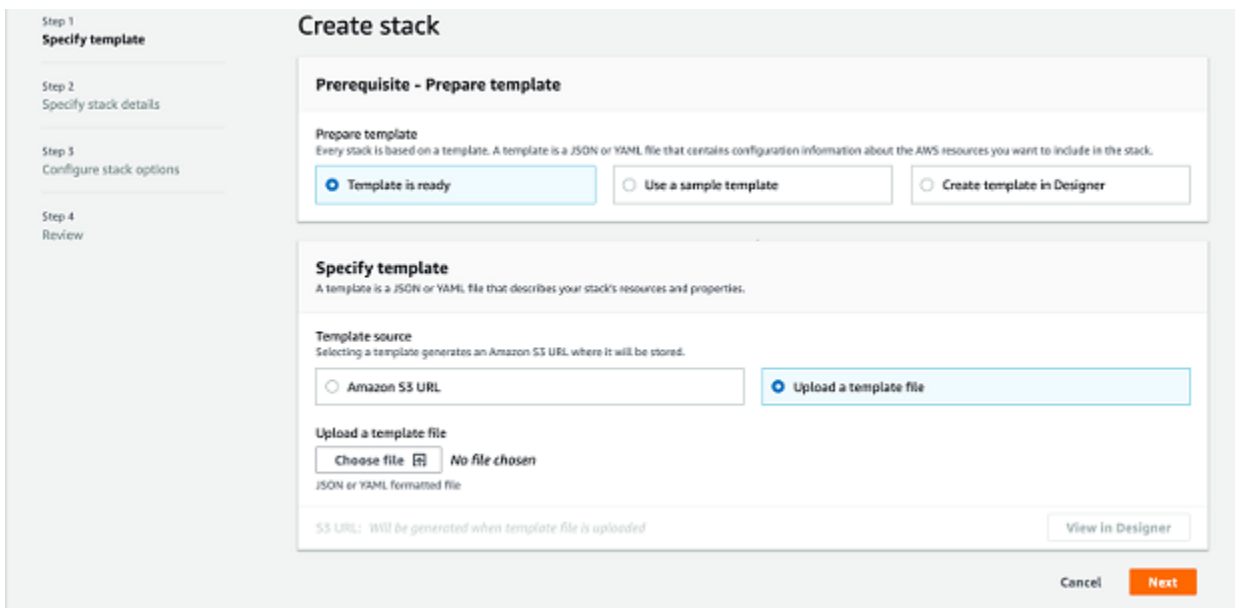 Step 1
Specify template
Step 2
Specify stack details
Step 3
Configure stack options
Step 4
Review
Create stack
Prerequisite - Prepare template
Prepare template
Every stack is based on a template. A template is a JSON or YAML file that contains configuration information about the AWS resources you want to include in the stack.
Template is ready
Use a sample template
Create template in Designer
Specify template
A template is a JSON or YAML file that describes your stack's resources and properties.
Template source
Selecting a template generates an Amazon S3 URL where it will be stored.
Amazon S3 URL
Upload a template file
Upload a template file
Choose file
No file chosen
JSON or YAML formatted file
S3 URL: Will be generated when template file is uploaded
View in Designer
Cancel
Next